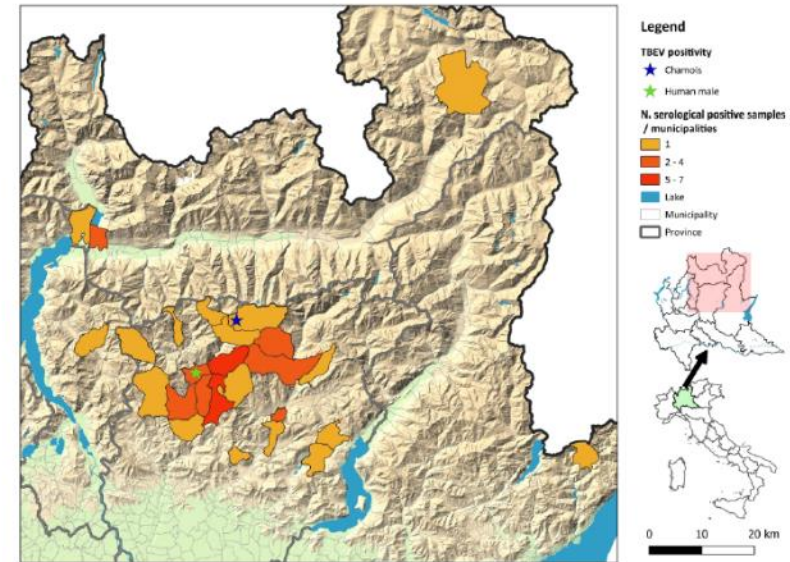 Legend
TBEV positivity
Chamois
Human male
N. serological positive samples
/ municipalities
1
2 - 4
5 - 7
Lake
Municipality
Province
0 10 20 km